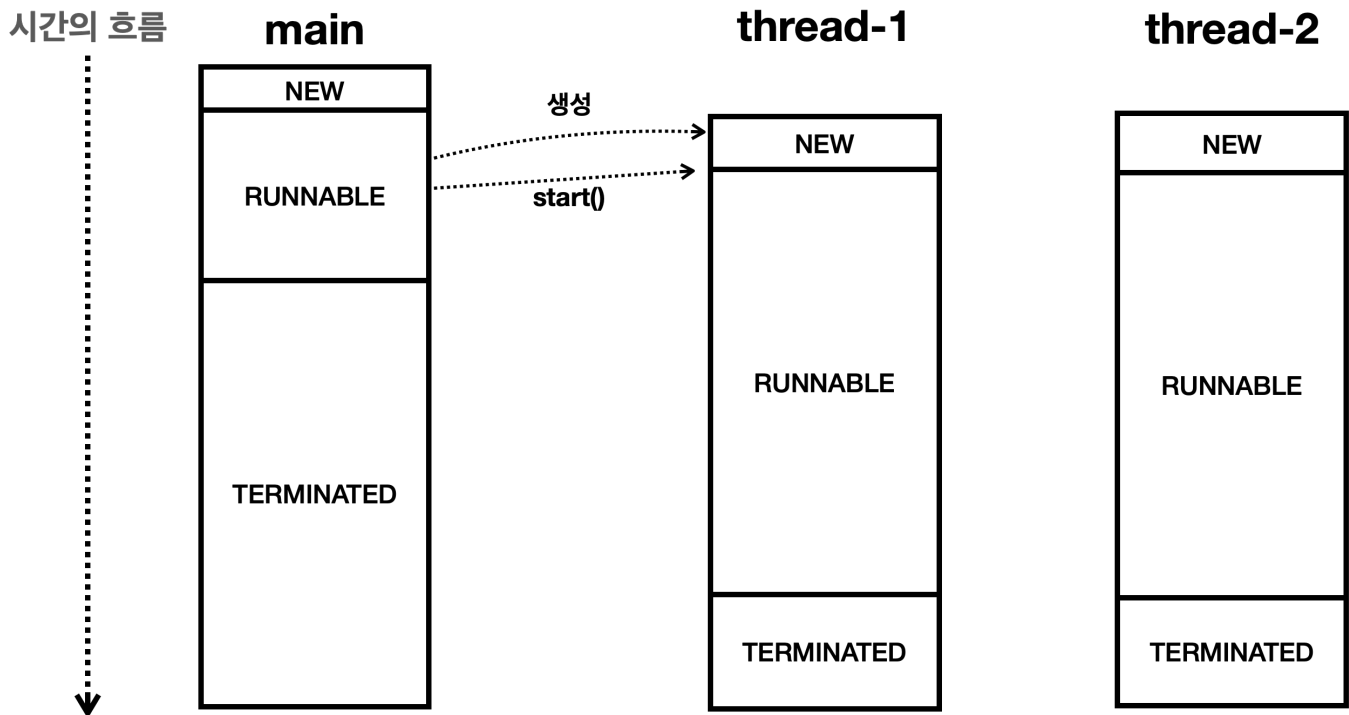 시간의 흐름
main
thread-1
thread-2
NEW
RUNNABLE
TERMINATED
생성
start()
NEW
RUNNABLE
TERMINATED
NEW
RUNNABLE
TERMINATED